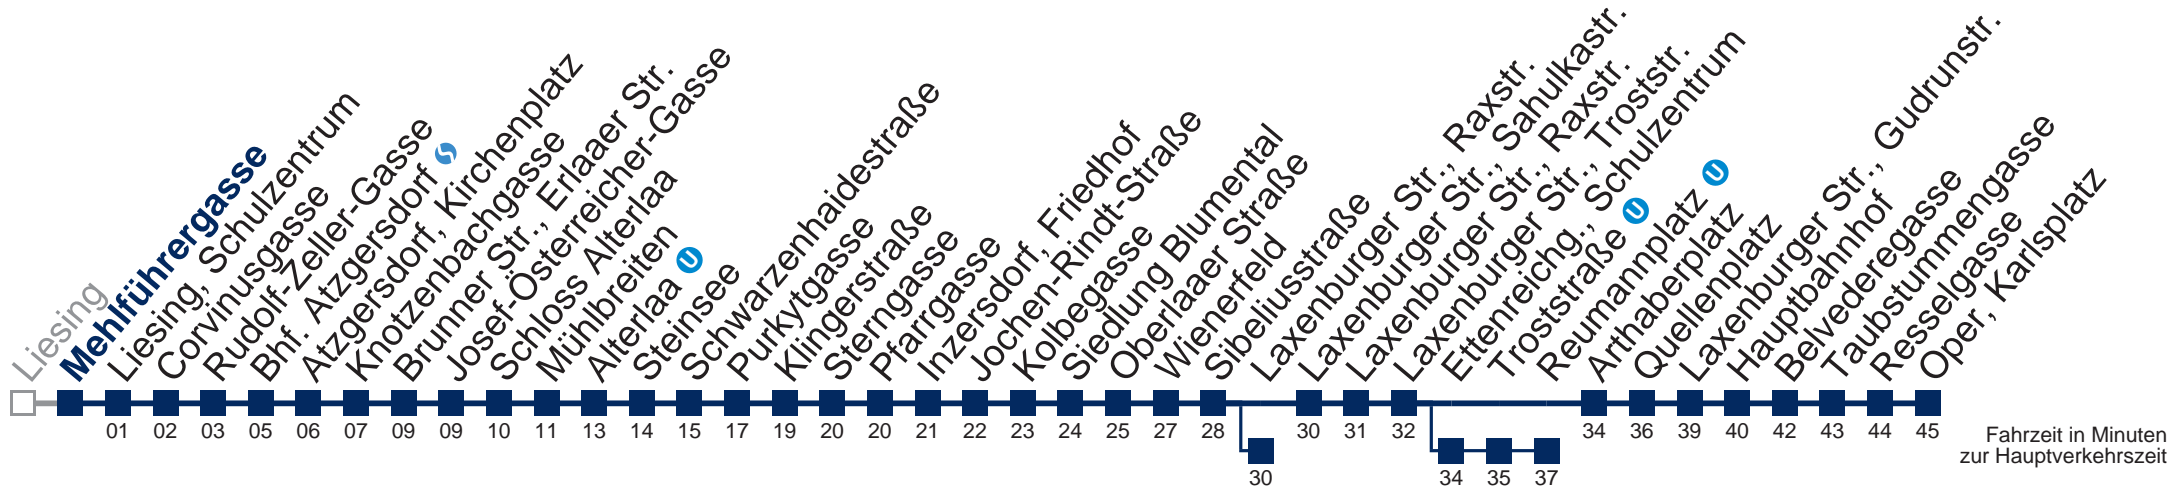 Liesing
Mehlführergasse
Liesing, Schulzentrum
Corvinusgasse
Rudolf-Zeller-Gasse
Bhf. Atzgersdorf S
Atzgersdorf, Kirchenplatz
Knotzenbachgasse
Brunner Str., Erlaaer Str.
Josef-Österreicher-Gasse
Schloss Alterlaa
Mühlbreiten
Alterlaa U
Steinsee
Schwarzenhaidestraße
Purkytgasse
Klingerstraße
Sterngasse
Pfarrgasse
Inzersdorf, Friedhof
Jochen-Rindt-Straße
Kolbegasse
Siedlung Blumental
Oberlaaer Straße
Wienerfeld
Sibeliusstraße
Laxenburger Str., Raxstr.
Laxenburger Str., Sahulkastr.
Laxenburger Str., Raxstr.
Laxenburger Str., Troststr.
Ettenreichg., Schulzentrum
Troststraße U
Reumannplatz U
Arthaberplatz
Quellenplatz
Laxenburger Str., Gudrunstr.
Hauptbahnhof
Belvederegasse
Taubstummengasse
Resselgasse
Oper, Karlsplatz
01 02 03 05 06 07 09 09 10 11 13 14 15 17 19 20 20 21 22 23 24 25 27 28 30 31 32 34 36 39 40 42 43 44 45
30 34 35 37
Fahrzeit in Minuten
zur Hauptverkehrszeit